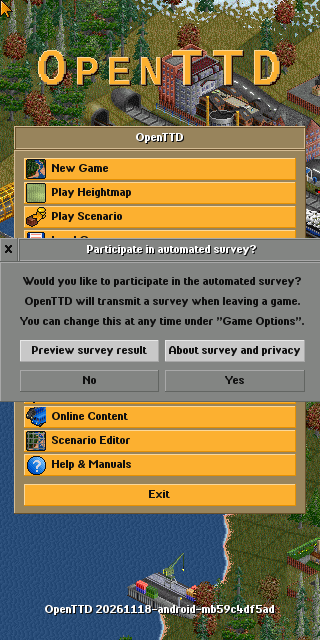 OPENTTD
OpenTTD
New Game
Play Heightmap
Play Scenario
Participate in automated survey?
Would you like to participate in the automated survey?
OpenTTD will transmit a survey when leaving a game.
You can change this at any time under "Game Options".
Preview survey result
About survey and privacy
No
Yes
Online Content
Scenario Editor
Help & Manuals
Exit
OpenTTD 20261118-android-mb59c4df5ad